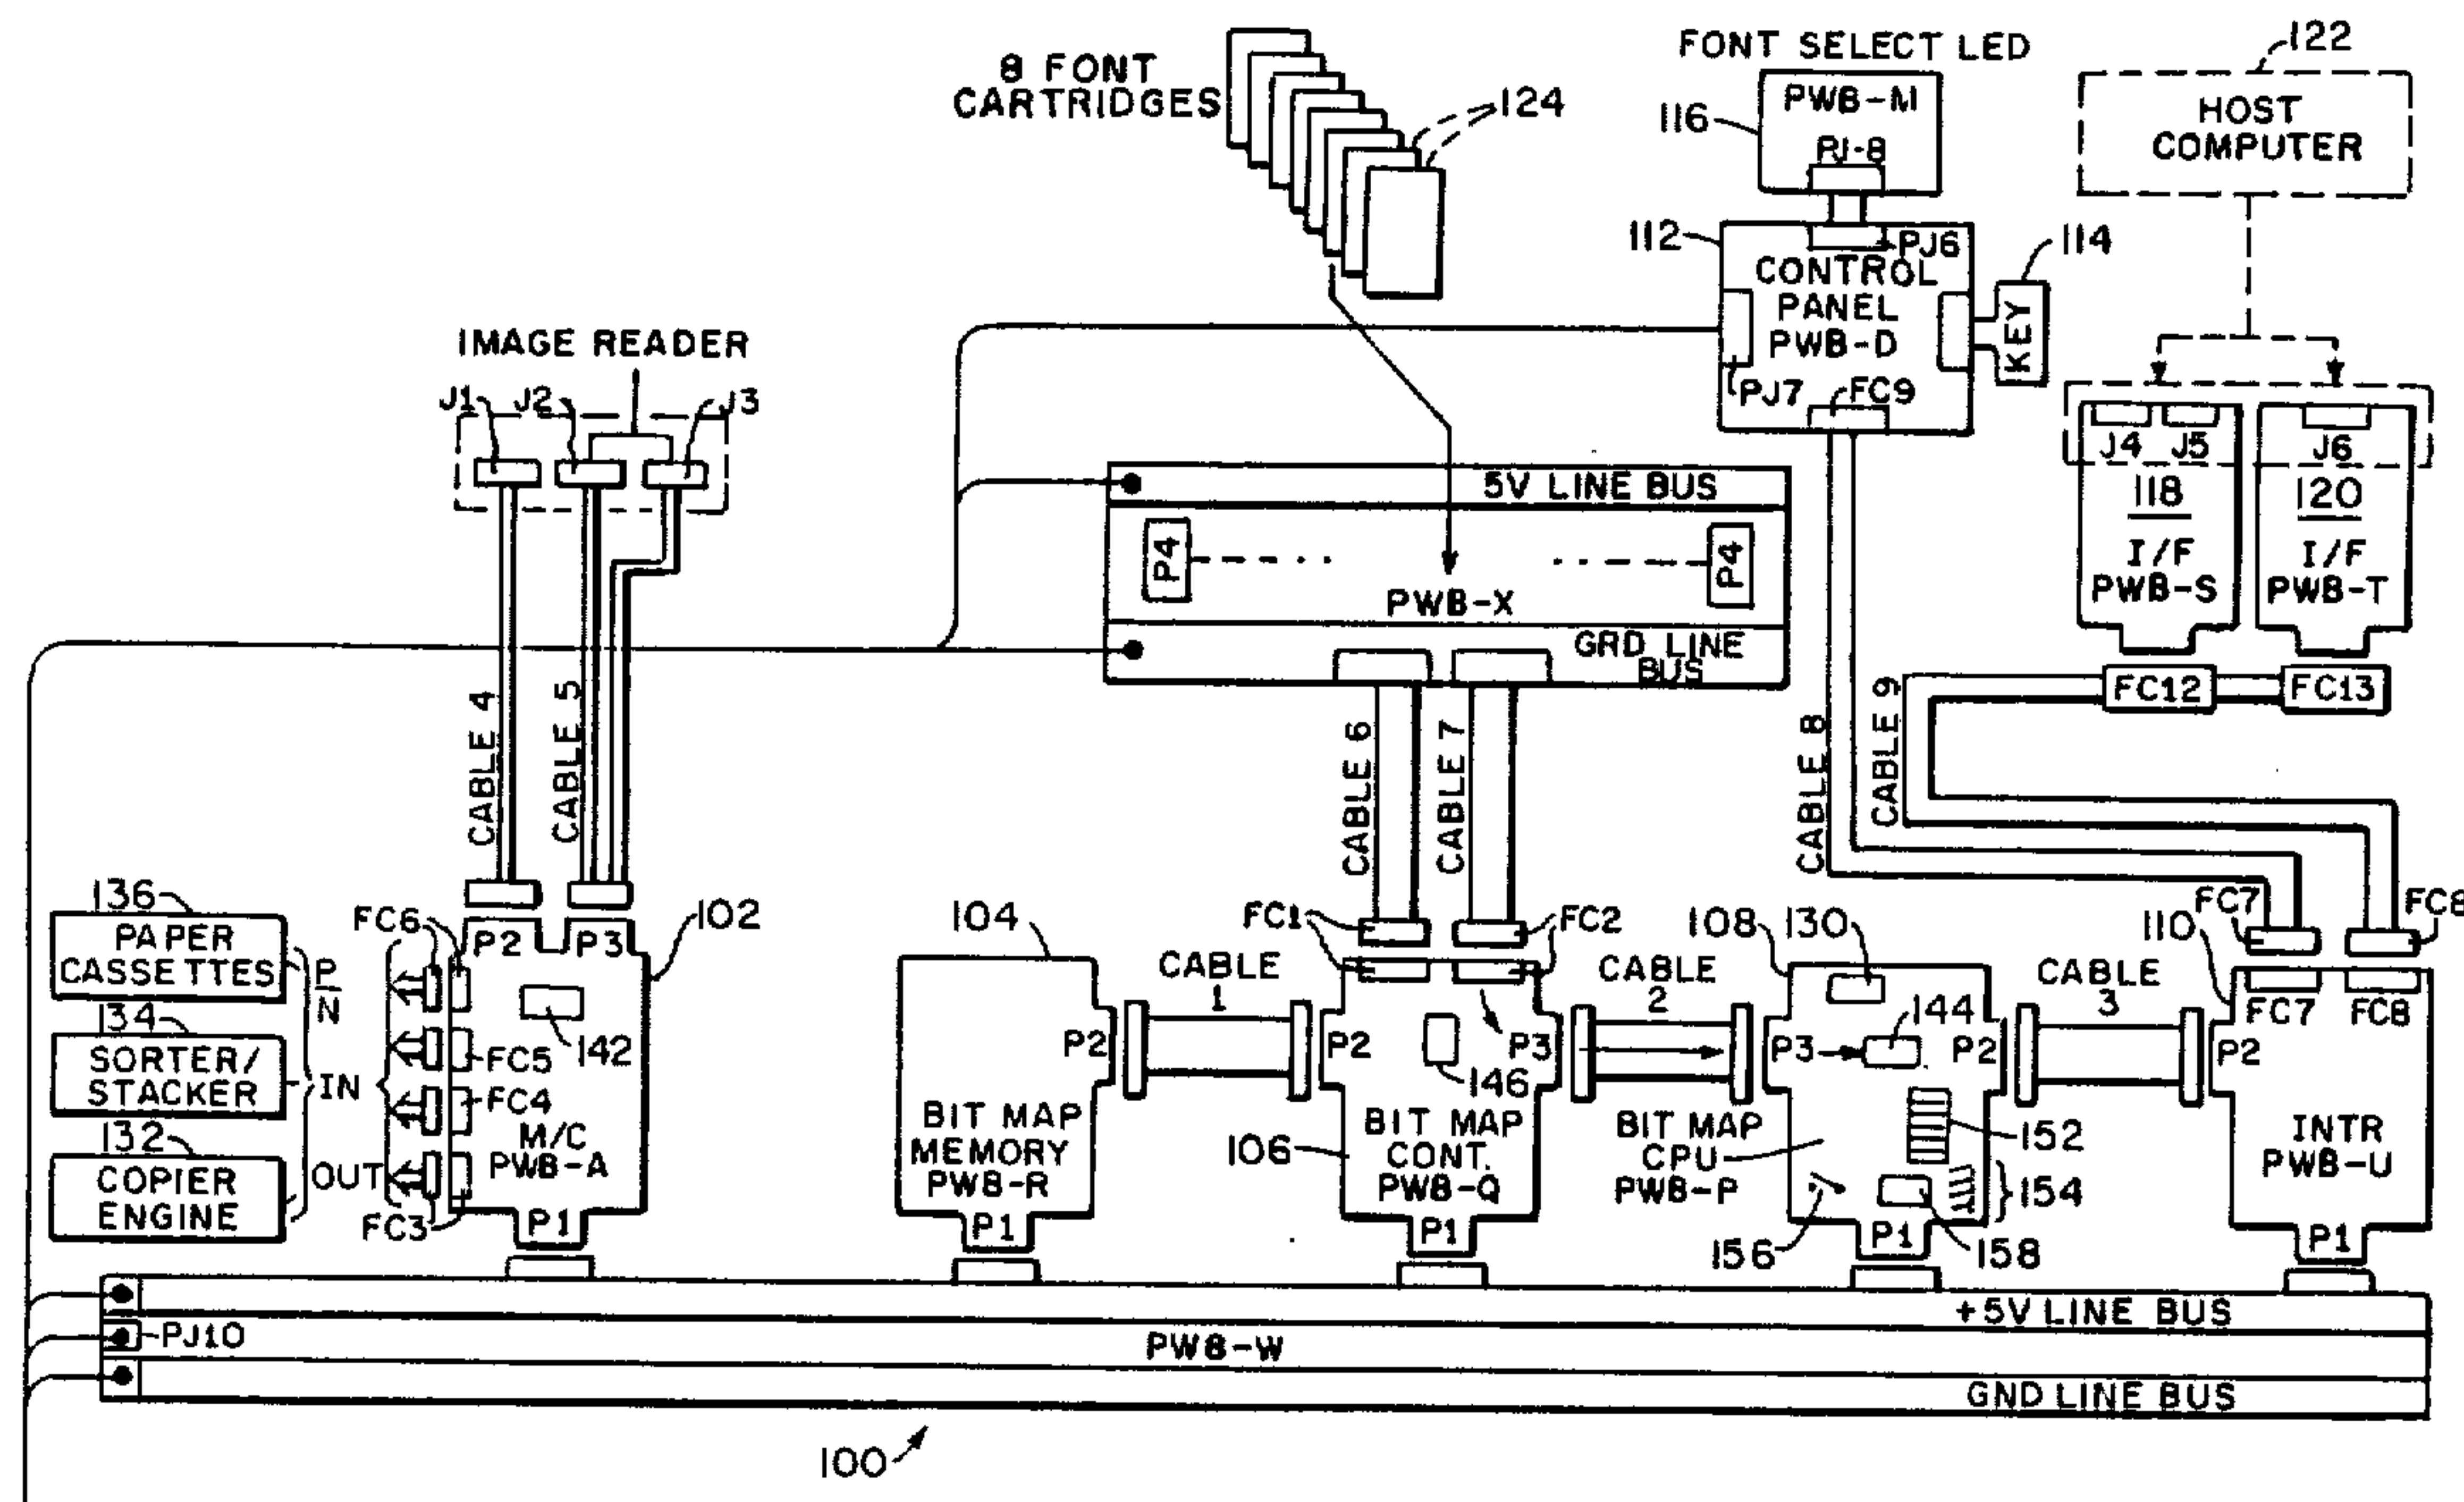 8 FONT
CARTRIDGES
124
FONT SELECT LED
PWB-M
PJ-8
116
122
HOST
COMPUTER
112
PJ6
CONTROL
PANEL
PWB-D
PJ7
FC9
114
KEY
IMAGE READER
J1
J2
J3
J4
J5
J6
118
I/F
PWB-S
120
I/F
PWB-T
5V LINE BUS
P4
P4
PWB-X
GRD LINE
BUS
FC12
FC13
CABLE 4
CABLE 5
CABLE 6
CABLE 7
CABLE 8
CABLE 9
136
PAPER
CASSETTES
P/N
134
SORTER/
STACKER
IN
132
COPIER
ENGINE
OUT
FC6
P2
P3
102
142
FC5
FC4
M/C
PWB-A
FC3
P1
104
P2
BIT MAP
MEMORY
PWB-R
P1
CABLE
1
FC1
FC2
P2
P3
146
106
BIT MAP
CONT.
PWB-Q
P1
CABLE
2
108
130
P3
144
P2
BIT MAP
CPU
PWB-P
152
154
156
158
P1
CABLE
3
110
FC7
FC8
FC7
FC8
P2
INTR
PWB-U
P1
+5V LINE BUS
PJ10
PWB-W
GND LINE BUS
100